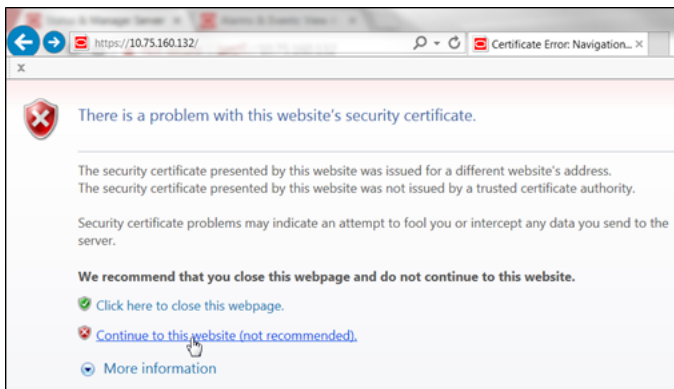 https://10.75.160.132/
Certificate Error: Navigation... ×
x
There is a problem with this website's security certificate.
The security certificate presented by this website was issued for a different website's address.
The security certificate presented by this website was not issued by a trusted certificate authority.
Security certificate problems may indicate an attempt to fool you or intercept any data you send to the
server.
We recommend that you close this webpage and do not continue to this website.
Click here to close this webpage.
Continue to this website (not recommended).
More information